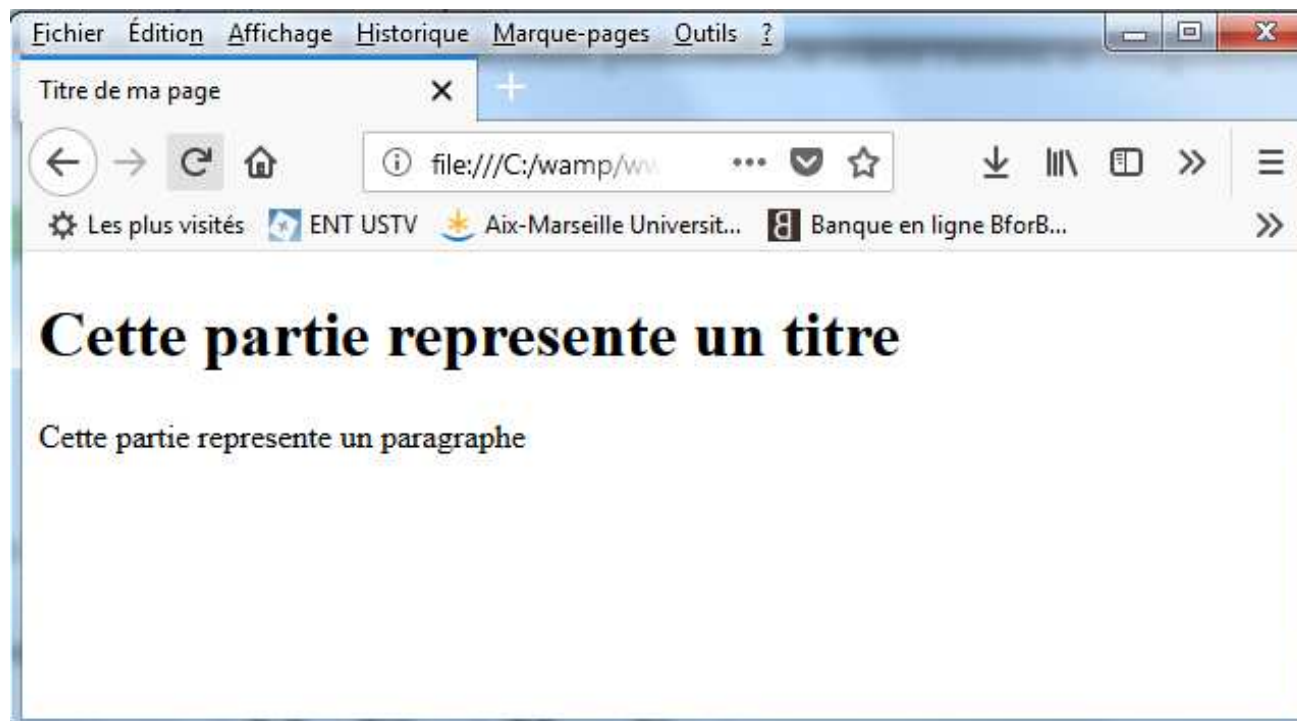 Fichier Édition Affichage Historique Marque-pages Outils ?
Titre de ma page
file:///C:/wamp/ww
Les plus visités ENT USTV Aix-Marseille Universit... Banque en ligne BforB...
Cette partie represente un titre
Cette partie represente un paragraphe